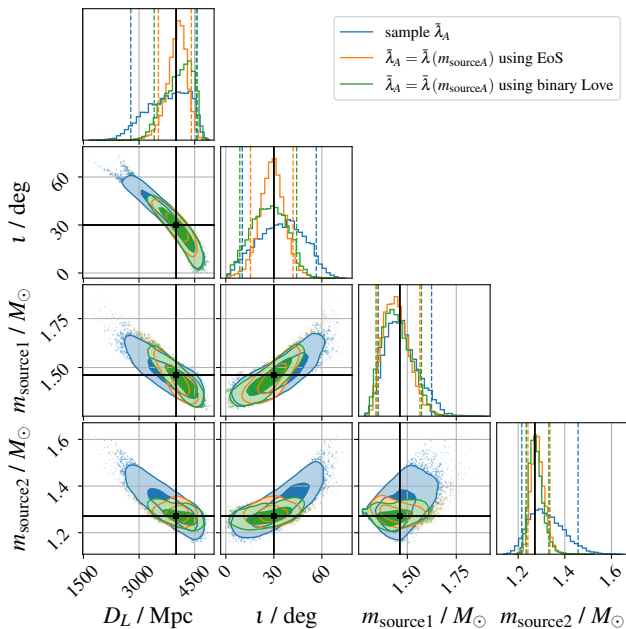 sample λ̃_A
λ̄_A = λ̄(m_sourceA) using EoS
λ̄_A = λ̄(m_sourceA) using binary Love
ι / deg
60
30
0
m_source1 / M_⊙
1.75
1.50
m_source2 / M_⊙
1.6
1.4
1.2
1500 3000 4500
0 30 60
1.50 1.75
1.2 1.4 1.6
D_L / Mpc
ι / deg
m_source1 / M_⊙
m_source2 / M_⊙